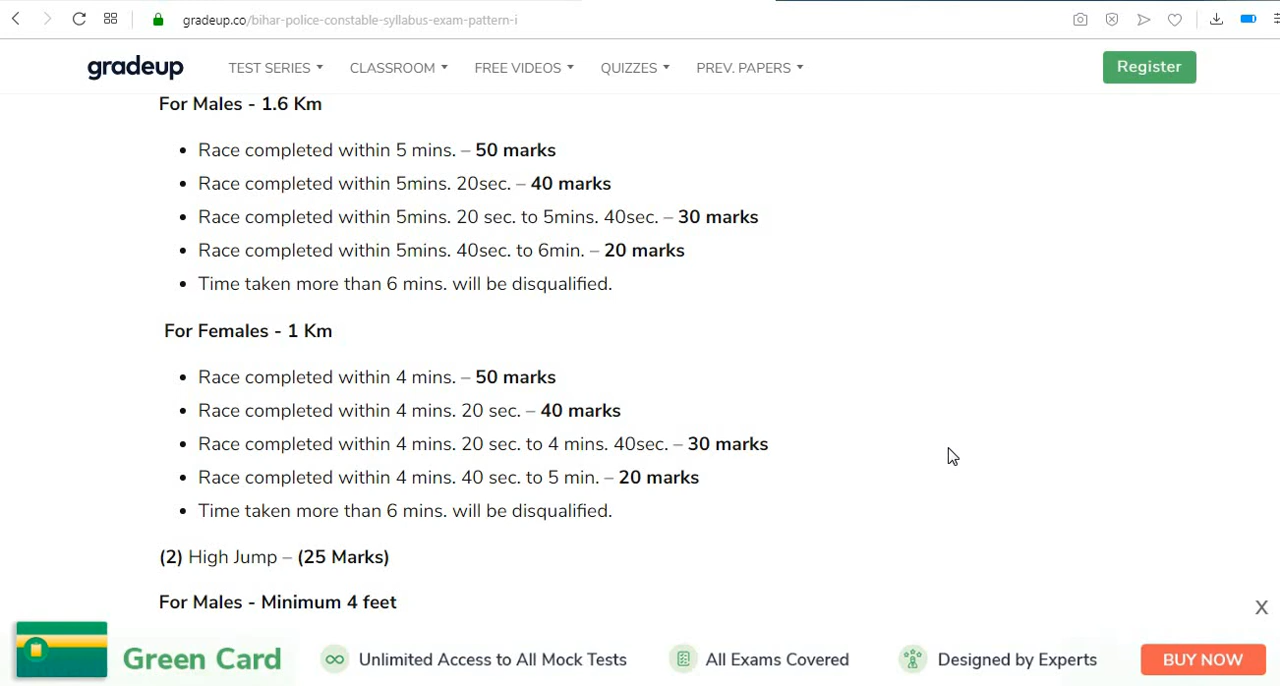 gradeup.co/bihar-police-constable-syllabus-exam-pattern-i
gradeup TEST SERIES CLASSROOM FREE VIDEOS QUIZZES PREV. PAPERS Register
For Males - 1.6 Km
• Race completed within 5 mins. – 50 marks
• Race completed within 5mins. 20sec. – 40 marks
• Race completed within 5mins. 20 sec. to 5mins. 40sec. – 30 marks
• Race completed within 5mins. 40sec. to 6min. – 20 marks
• Time taken more than 6 mins. will be disqualified.
For Females - 1 Km
• Race completed within 4 mins. – 50 marks
• Race completed within 4 mins. 20 sec. – 40 marks
• Race completed within 4 mins. 20 sec. to 4 mins. 40sec. – 30 marks
• Race completed within 4 mins. 40 sec. to 5 min. – 20 marks
• Time taken more than 6 mins. will be disqualified.
(2) High Jump – (25 Marks)
For Males - Minimum 4 feet
X
Green Card Unlimited Access to All Mock Tests All Exams Covered Designed by Experts BUY NOW